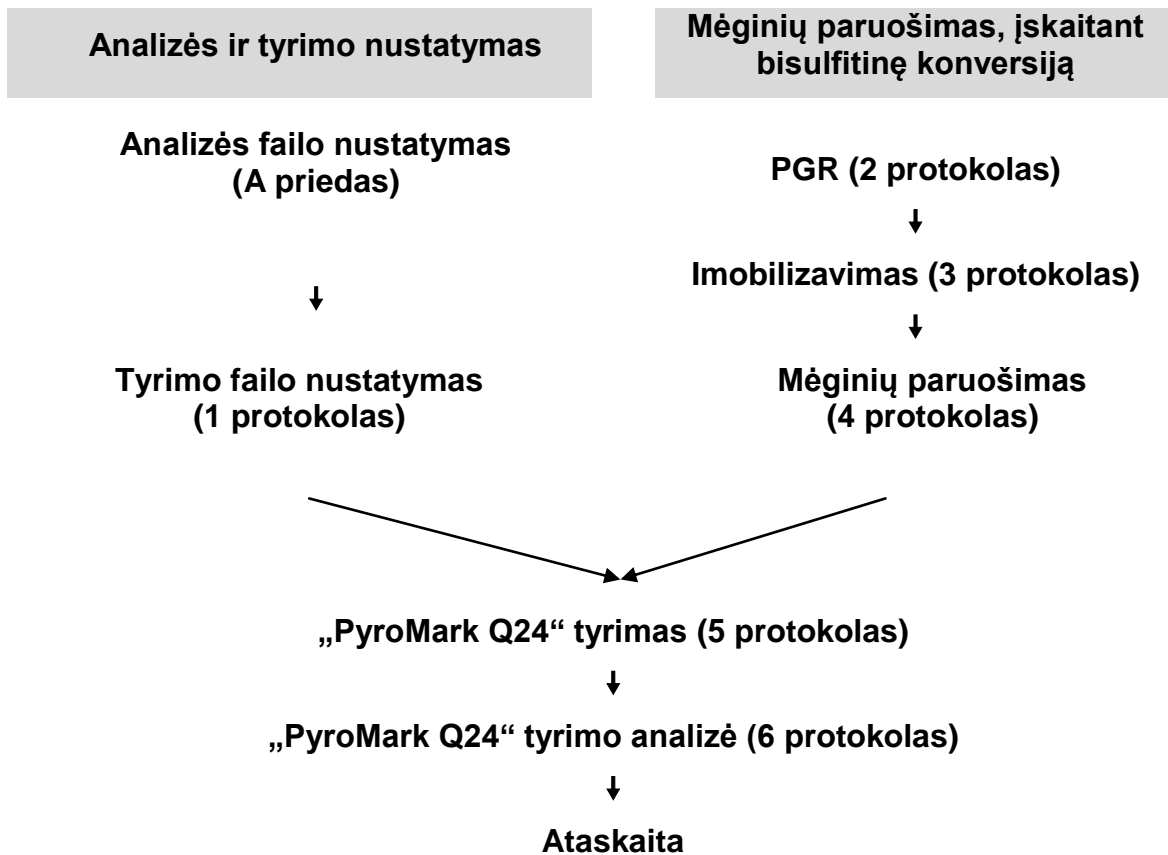 Analizės ir tyrimo nustatymas
Analizės failo nustatymas
(A priedas)
Tyrimo failo nustatymas
(1 protokolas)
Mėginių paruošimas, įskaitant
bisulfitinę konversiją
PGR (2 protokolas)
Imobilizavimas (3 protokolas)
Mėginių paruošimas
(4 protokolas)
„PyroMark Q24“ tyrimas (5 protokolas)
„PyroMark Q24“ tyrimo analizė (6 protokolas)
Ataskaita